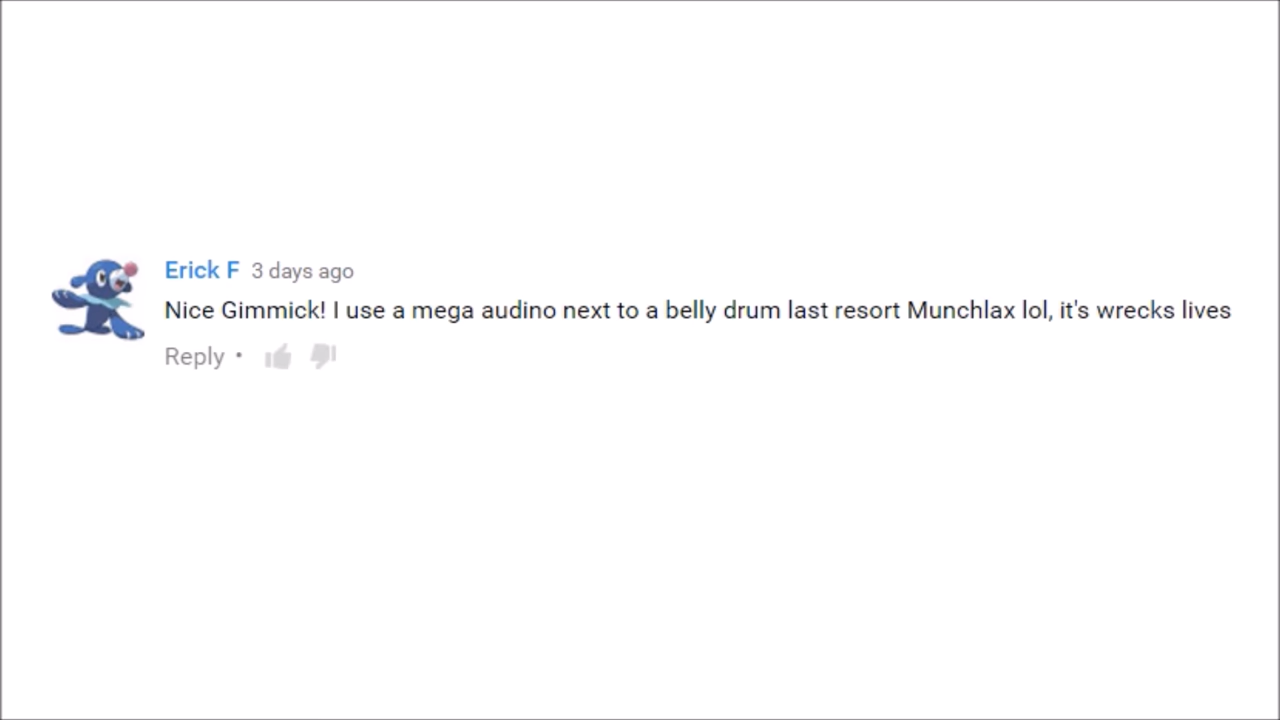 Erick F 3 days ago
Nice Gimmick! I use a mega audino next to a belly drum last resort Munchlax lol, it's wrecks lives
Reply •